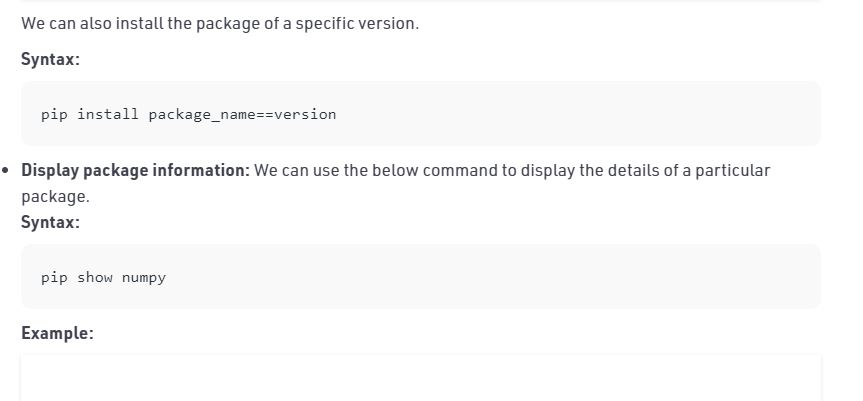 We can also install the package of a specific version.
Syntax:
pip install package_name==version
Display package information: We can use the below command to display the details of a particular
package.
Syntax:
pip show numpy
Example: